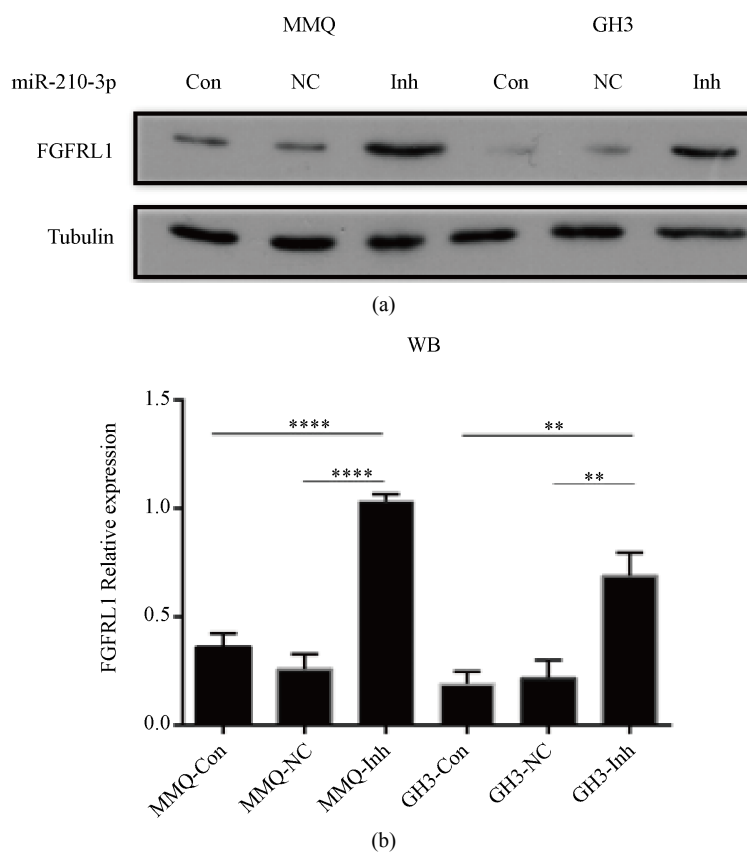 MMQ GH3
miR-210-3p Con NC Inh Con NC Inh
FGFRL1
Tubulin
(a)
WB
FGFRL1 Relative expression
1.5
1.0
0.5
0.0
**** **
**** **
MMQ-Con MMQ-NC MMQ-Inh GH3-Con GH3-NC GH3-Inh
(b)